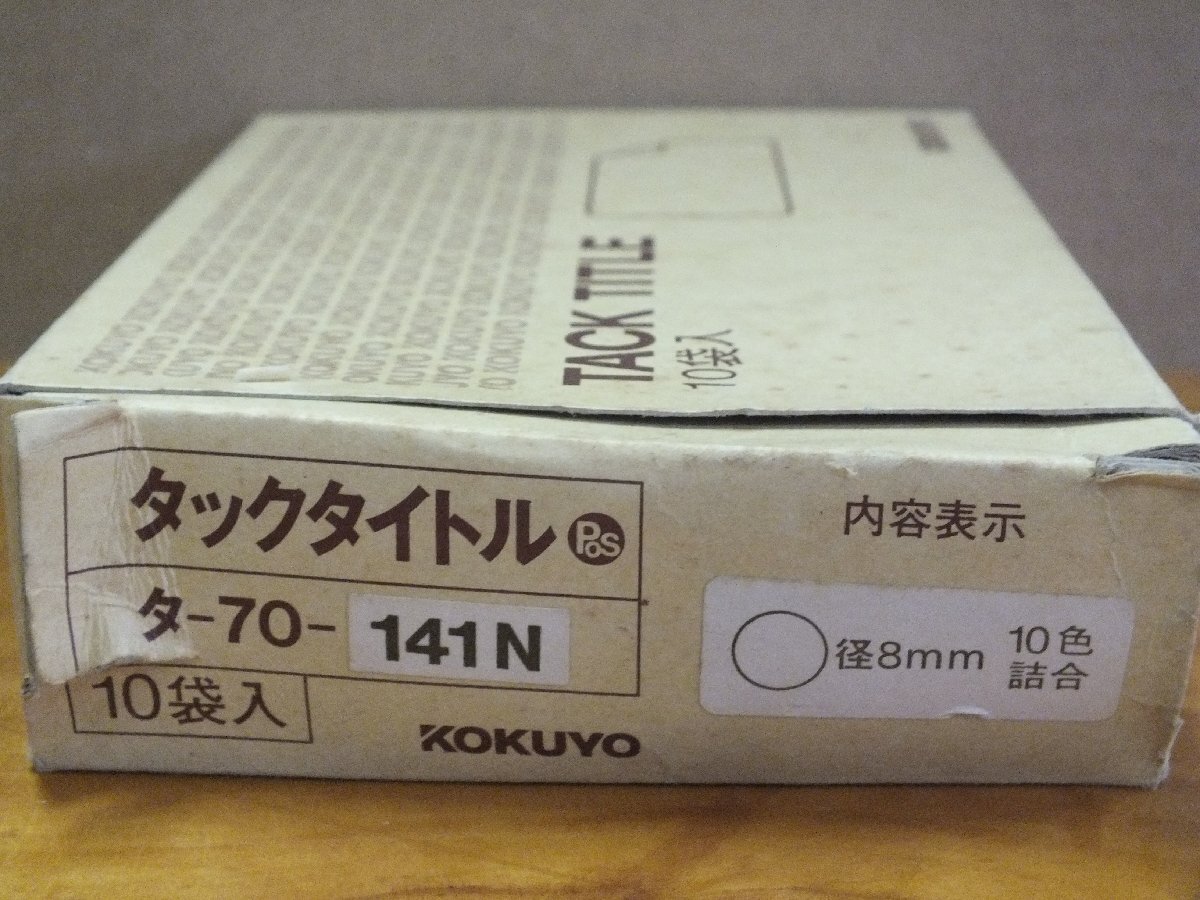 TACK TITLE
10袋入
タックタイトル PoS
タ-70-141N
10袋入
KOKUYO
内容表示
径8mm 10色
詰合